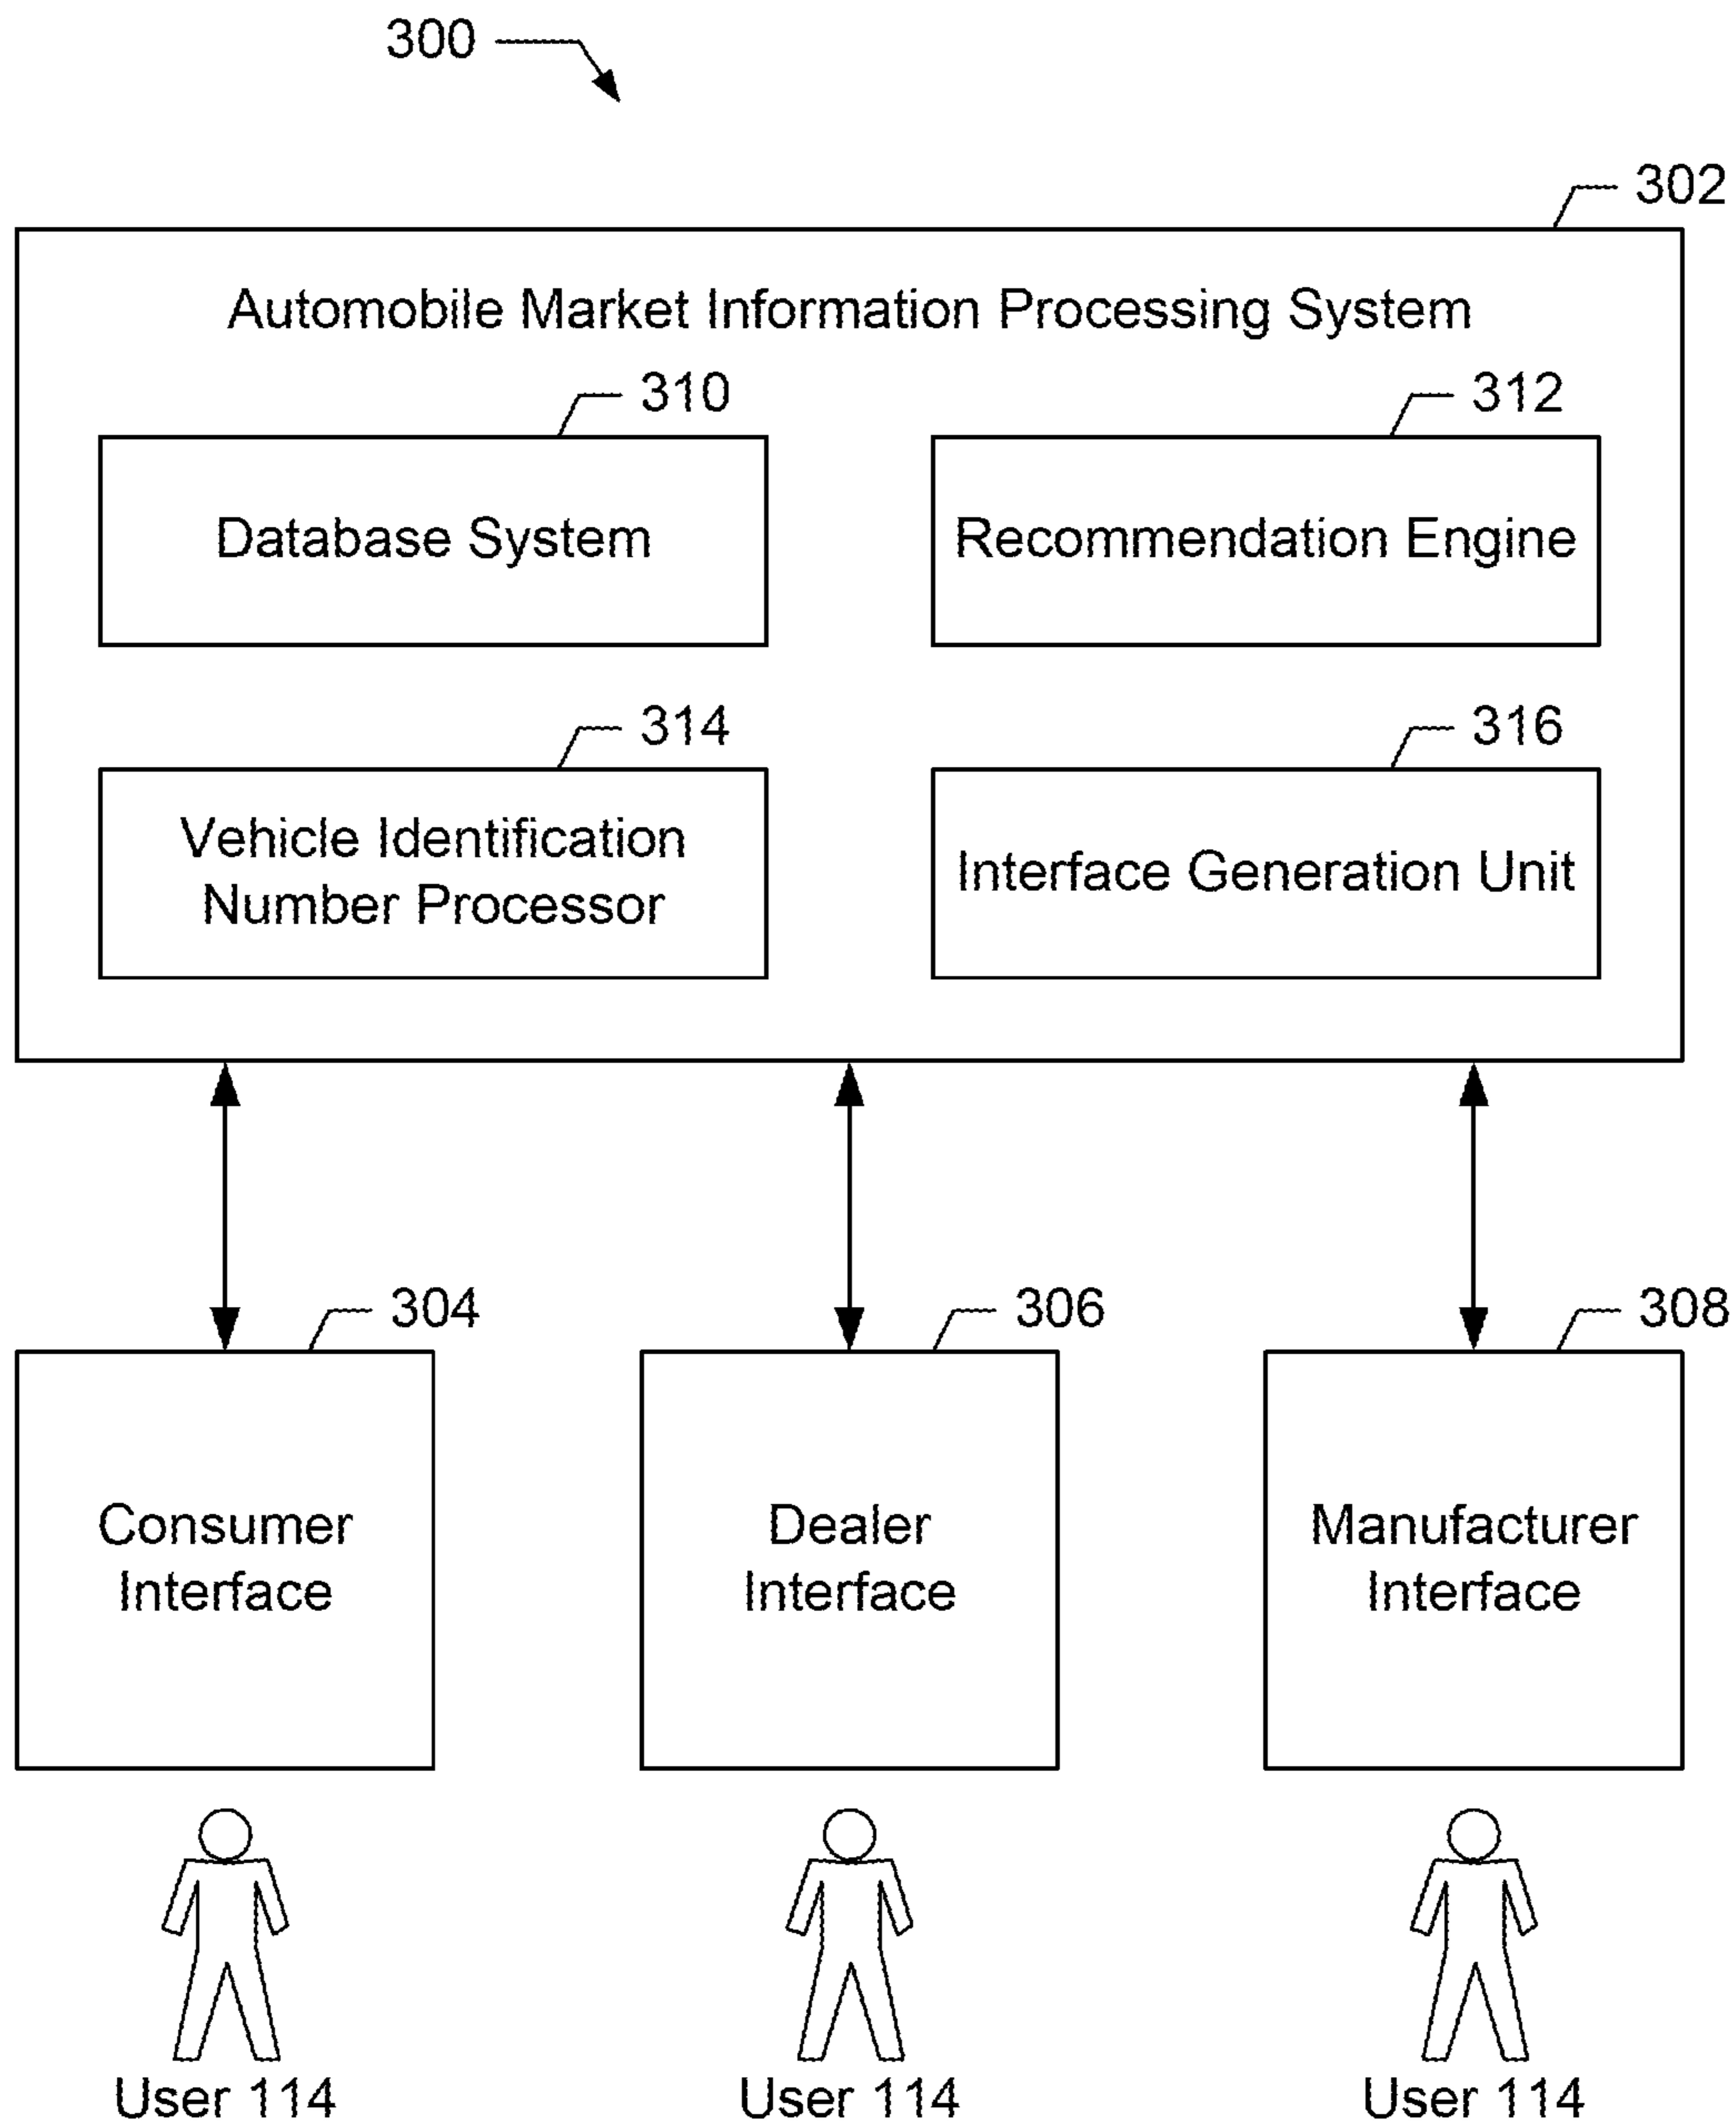 300
302
Automobile Market Information Processing System
310
312
Database System
Recommendation Engine
314
316
Vehicle Identification
Number Processor
Interface Generation Unit
304
306
308
Consumer
Interface
Dealer
Interface
Manufacturer
Interface
User 114
User 114
User 114